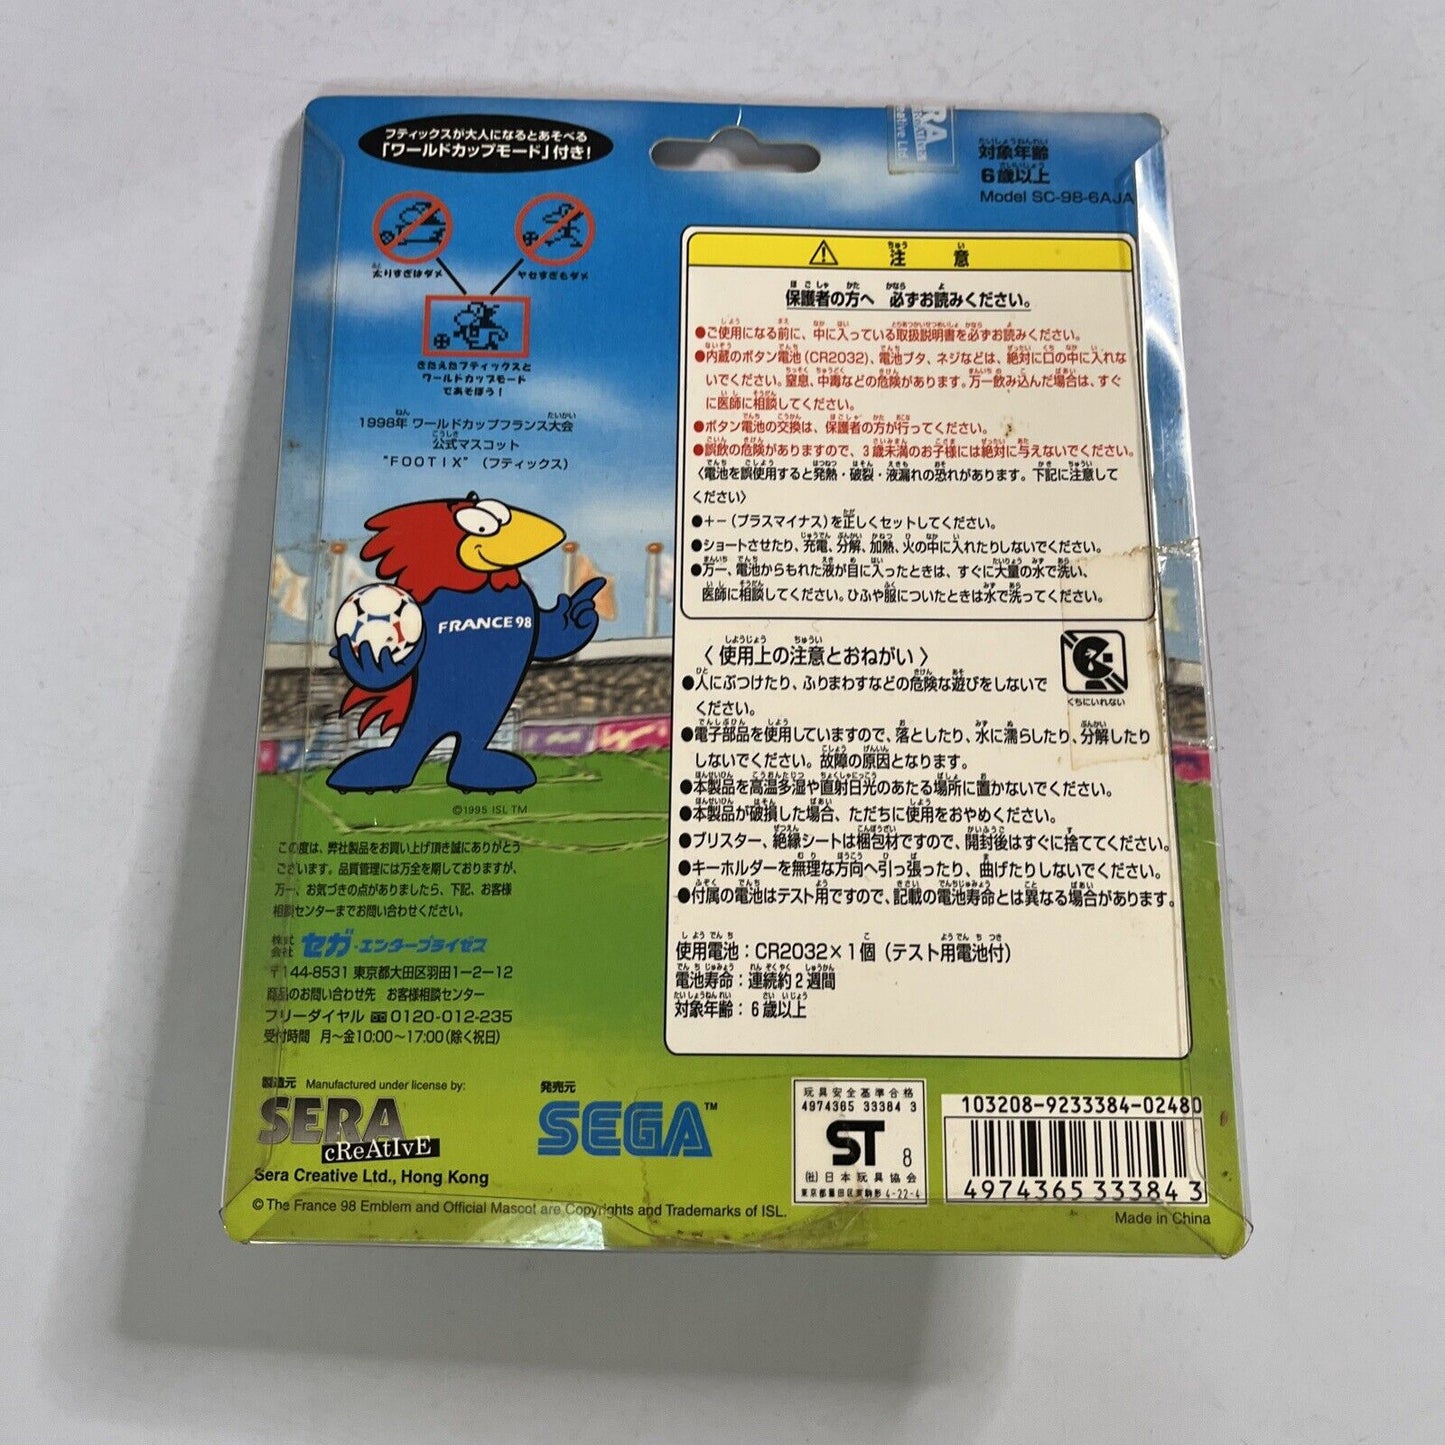 フティックスが大人になるとあそべる
「ワールドカップモード」付き！
太りすぎはダメ
ヤセすぎもダメ
きたえたフティックスと
ワールドカップモード
であそぼう！
1998年 ワールドカップフランス大会
公式マスコット
"FOOTIX"（フティックス）
FRANCE 98
©1995 ISL TM
この度は、弊社製品をお買い上げ頂き誠にありがとう
ございます。品質管理には万全を期しておりますが、
万一、お気づきの点がありましたら、下記、お客様
相談センターまでお問い合わせください。
株式会社 セガ・エンタープライゼス
〒144-8531 東京都大田区羽田1-2-12
商品のお問い合わせ先 お客様相談センター
フリーダイヤル 0120-012-235
受付時間 月〜金10:00〜17:00（除く祝日）
対象年齢
6歳以上
Model SC-98-6AJA
注意
保護者の方へ 必ずお読みください。
●ご使用になる前に、中に入っている取扱説明書を必ずお読みください。
●内蔵のボタン電池（CR2032）、電池ブタ、ネジなどは、絶対に口の中に入れな
いでください。窒息、中毒などの危険があります。万一飲み込んだ場合は、すぐ
に医師に相談してください。
●ボタン電池の交換は、保護者の方が行ってください。
●誤飲の危険がありますので、3歳未満のお子様には絶対に与えないでください。
〈電池を誤使用すると発熱・破裂・液漏れの恐れがあります。下記に注意して
ください〉
●＋−（プラスマイナス）を正しくセットしてください。
●ショートさせたり、充電、分解、加熱、火の中に入れたりしないでください。
●万一、電池からもれた液が目に入ったときは、すぐに大量の水で洗い、
医師に相談してください。ひふや服についたときは水で洗ってください。
〈使用上の注意とおねがい〉
くちにいれない
●人にぶつけたり、ふりまわすなどの危険な遊びをしないで
ください。
●電子部品を使用していますので、落としたり、水に濡らしたり、分解したり
しないでください。故障の原因となります。
●本製品を高温多湿や直射日光のあたる場所に置かないでください。
●本製品が破損した場合、ただちに使用をおやめください。
●ブリスター、絶縁シートは梱包材ですので、開封後はすぐに捨ててください。
●キーホルダーを無理な方向へ引っ張ったり、曲げたりしないでください。
●付属の電池はテスト用ですので、記載の電池寿命とは異なる場合があります。
使用電池：CR2032×1個（テスト用電池付）
電池寿命：連続約2週間
対象年齢：6歳以上
製造元 Manufactured under license by:
SERA
cReAtIvE
Sera Creative Ltd., Hong Kong
発売元
SEGA™
玩具安全基準合格
4974365 33384 3
ST 8
(社)日本玩具協会
東京都墨田区東駒形 4-22-4
103208-9233384-02480
4974365333843
© The France 98 Emblem and Official Mascot are Copyrights and Trademarks of ISL.
Made in China